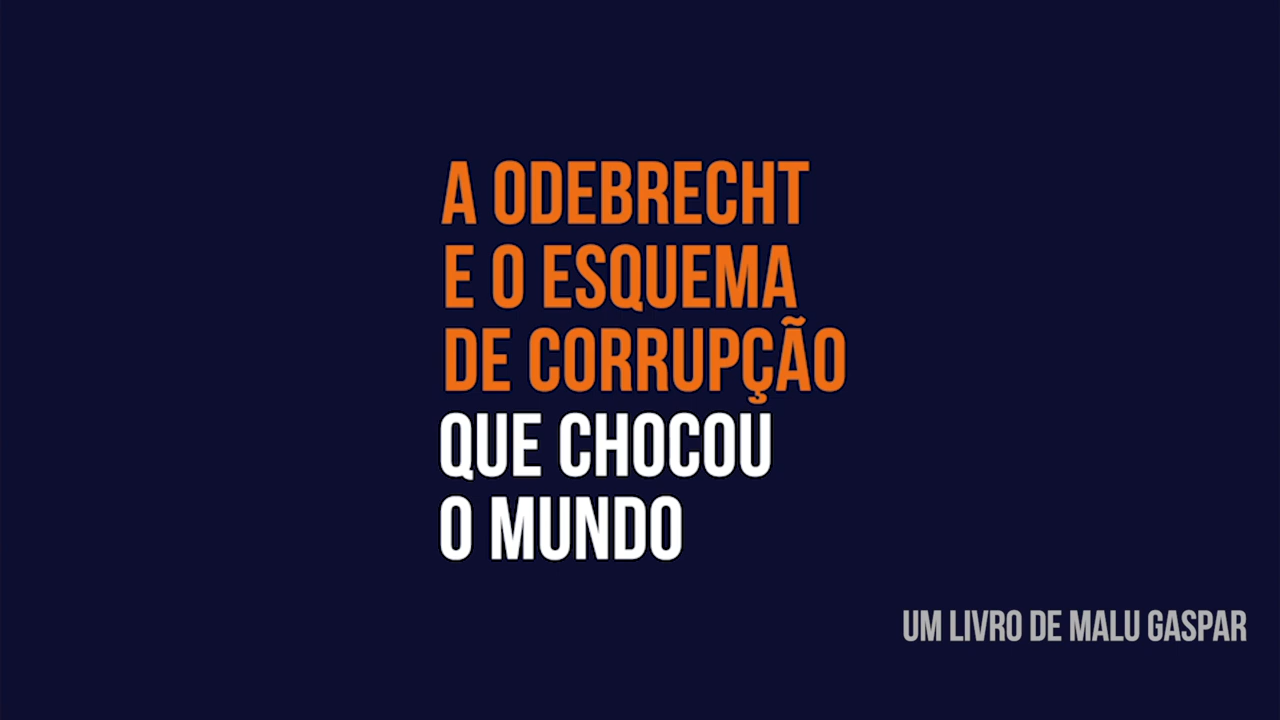 A ODEBRECHT
E O ESQUEMA
DE CORRUPÇÃO
QUE CHOCOU
O MUNDO
UM LIVRO DE MALU GASPAR